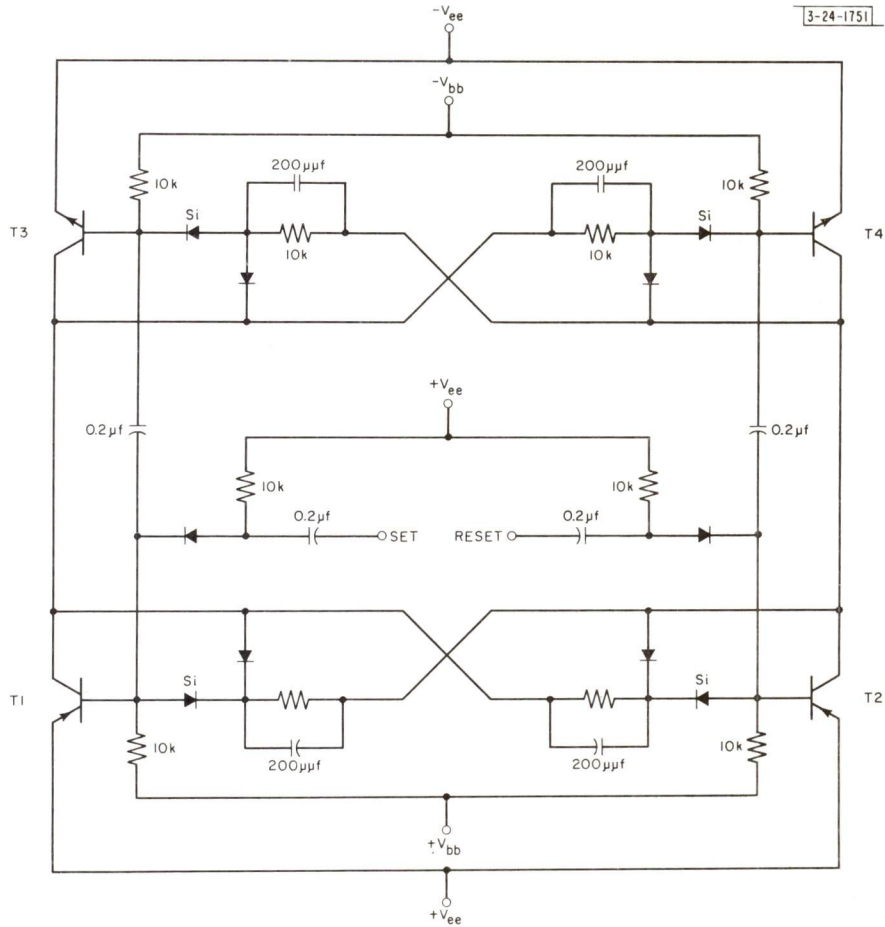 3-24-1751
−Vee
−Vbb
200μμf
200μμf
10k
10k
Si
Si
T3
T4
10k
10k
+Vee
0.2μf
0.2μf
10k
10k
0.2μf
0.2μf
SET
RESET
Si
Si
T1
T2
10k
10k
200μμf
200μμf
+Vbb
+Vee